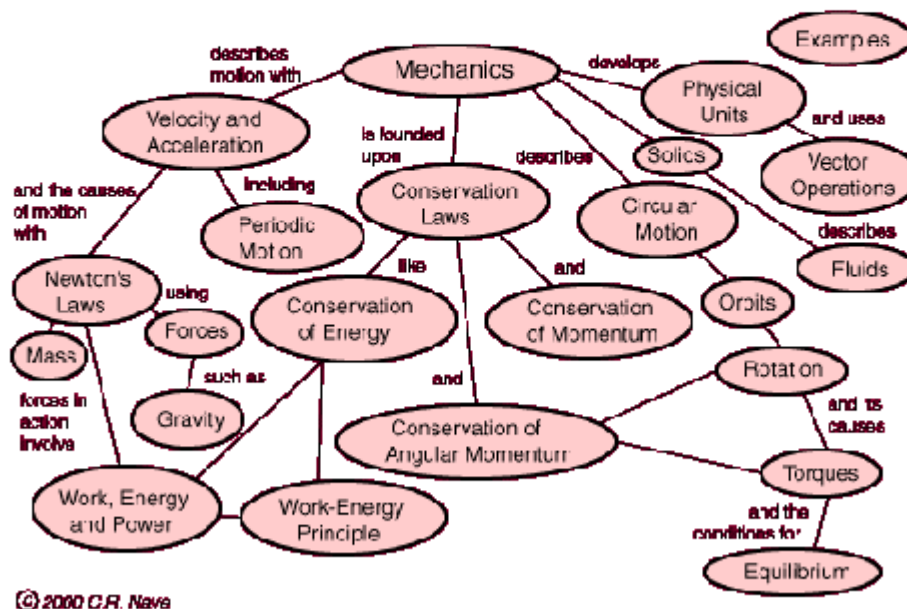 describes
motion with
Mechanics
develops
Examples
Physical
Units
Velocity and
Acceleration
is founded
upon
describes
and uses
Solics
Vector
Operations
and the causes
of motion
with
including
Conservation
Laws
Circular
Motion
Periodic
Motion
describes
Fluids
Newton's
Laws
using
like
and
Conservation
of Energy
Conservation
of Momentum
Orbits
Mass
Forces
such as
and
Rotation
forces in
action
involve
Gravity
Conservation of
Angular Momentum
and its
causes
Torques
Work, Energy
and Power
Work-Energy
Principle
and the
conditions for
Equilibrium
© 2000 C.R. Nave